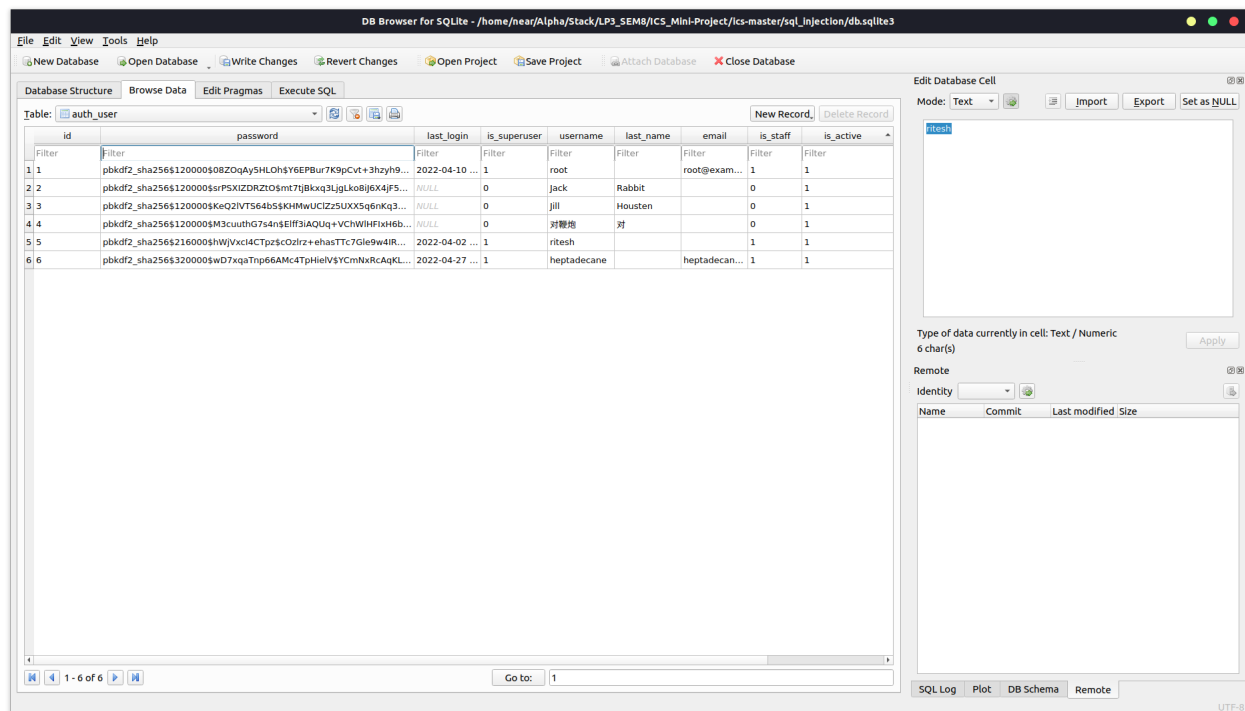 DB Browser for SQLite - /home/near/Alpha/Stack/LP3_SEM8/ICS_Mini-Project/ics-master/sql_injection/db.sqlite3
File Edit View Tools Help
New Database Open Database Write Changes Revert Changes Open Project Save Project Attach Database Close Database
Database Structure Browse Data Edit Pragmas Execute SQL
Table: auth_user New Record Delete Record
id password last_login is_superuser username last_name email is_staff is_active
Filter Filter Filter Filter Filter Filter Filter Filter Filter
1 1 pbkdf2_sha256$120000$08ZOqAy5HLOh$Y6EPBur7K9pCvt+3hzyh9... 2022-04-10 ... 1 root root@exam... 1 1
2 2 pbkdf2_sha256$120000$srPSXIZDRZtO$mt7tjBkxq3LjgLko8iJ6X4jF5... NULL 0 Jack Rabbit 0 1
3 3 pbkdf2_sha256$120000$KeQ2lVTS64bS$KHMwUClZz5UXX5q6nKq3... NULL 0 Jill Housten 0 1
4 4 pbkdf2_sha256$120000$M3cuuthG7s4n$Elff3iAQUq+VChWlHFIxH6b... NULL 0 对鞭炮 对 0 1
5 5 pbkdf2_sha256$216000$hWjVxcI4CTpz$cOzlrz+ehasTTc7Gle9w4IR... 2022-04-02 ... 1 ritesh 1 1
6 6 pbkdf2_sha256$320000$wD7xqaTnp66AMc4TpHielV$YCmNxRcAqKL... 2022-04-27 ... 1 heptadecane heptadecan... 1 1
1 - 6 of 6 Go to: 1
Edit Database Cell
Mode: Text Import Export Set as NULL
ritesh
Type of data currently in cell: Text / Numeric
6 char(s)
Apply
Remote
Identity
Name Commit Last modified Size
SQL Log Plot DB Schema Remote
UTF-8